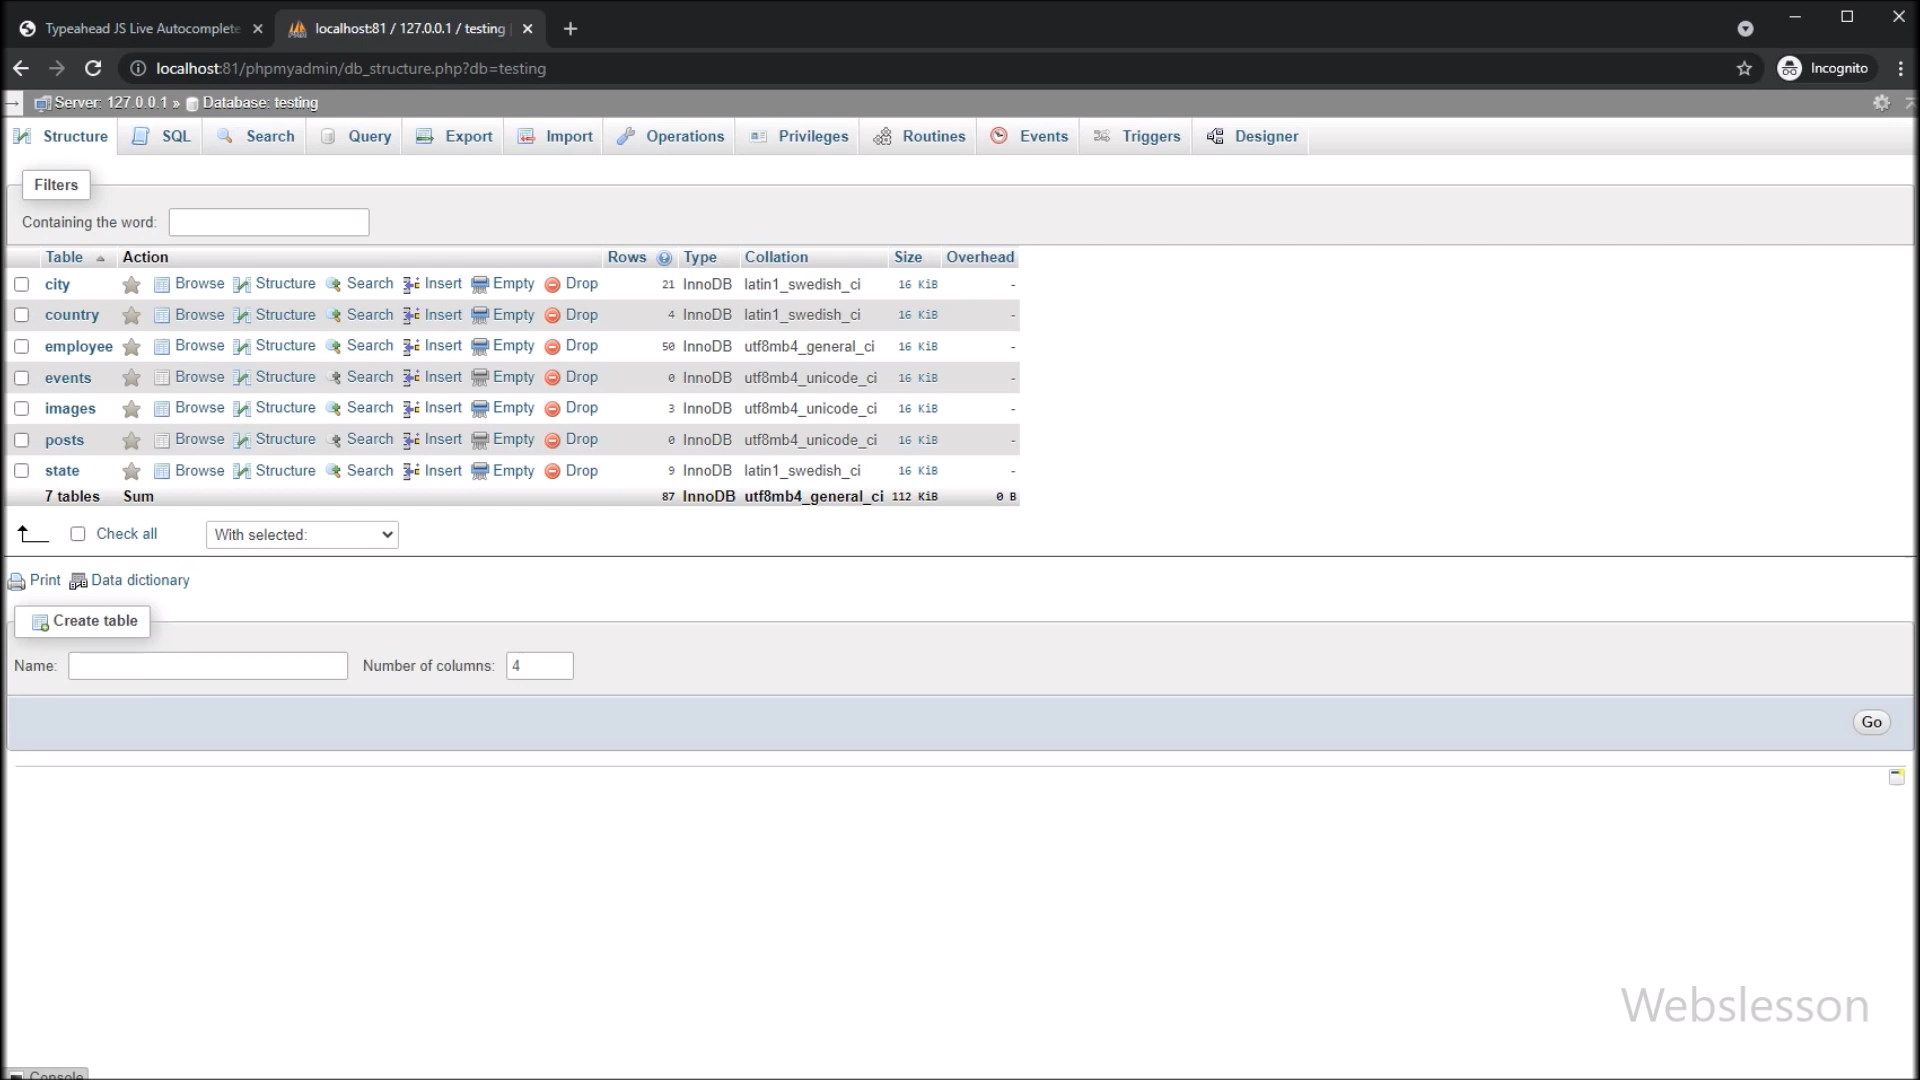 Typeahead JS Live Autocomplete
localhost:81 / 127.0.0.1 / testing
localhost:81/phpmyadmin/db_structure.php?db=testing
Incognito
Server: 127.0.0.1 » Database: testing
Structure SQL Search Query Export Import Operations Privileges Routines Events Triggers Designer
Filters
Containing the word:
Table Action Rows Type Collation Size Overhead
city Browse Structure Search Insert Empty Drop 21 InnoDB latin1_swedish_ci 16 KiB -
country Browse Structure Search Insert Empty Drop 4 InnoDB latin1_swedish_ci 16 KiB -
employee Browse Structure Search Insert Empty Drop 50 InnoDB utf8mb4_general_ci 16 KiB -
events Browse Structure Search Insert Empty Drop 0 InnoDB utf8mb4_unicode_ci 16 KiB -
images Browse Structure Search Insert Empty Drop 3 InnoDB utf8mb4_unicode_ci 16 KiB -
posts Browse Structure Search Insert Empty Drop 0 InnoDB utf8mb4_unicode_ci 16 KiB -
state Browse Structure Search Insert Empty Drop 9 InnoDB latin1_swedish_ci 16 KiB -
7 tables Sum 87 InnoDB utf8mb4_general_ci 112 KiB 0 B
Check all With selected:
Print Data dictionary
Create table
Name: Number of columns: 4
Go
Webslesson
Console